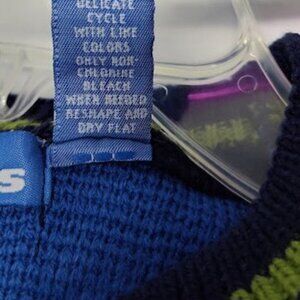 DELICATE
CYCLE
WITH LIKE
COLORS
ONLY NON-
CHLORINE
BLEACH
WHEN NEEDED
RESHAPE AND
DRY FLAT
S